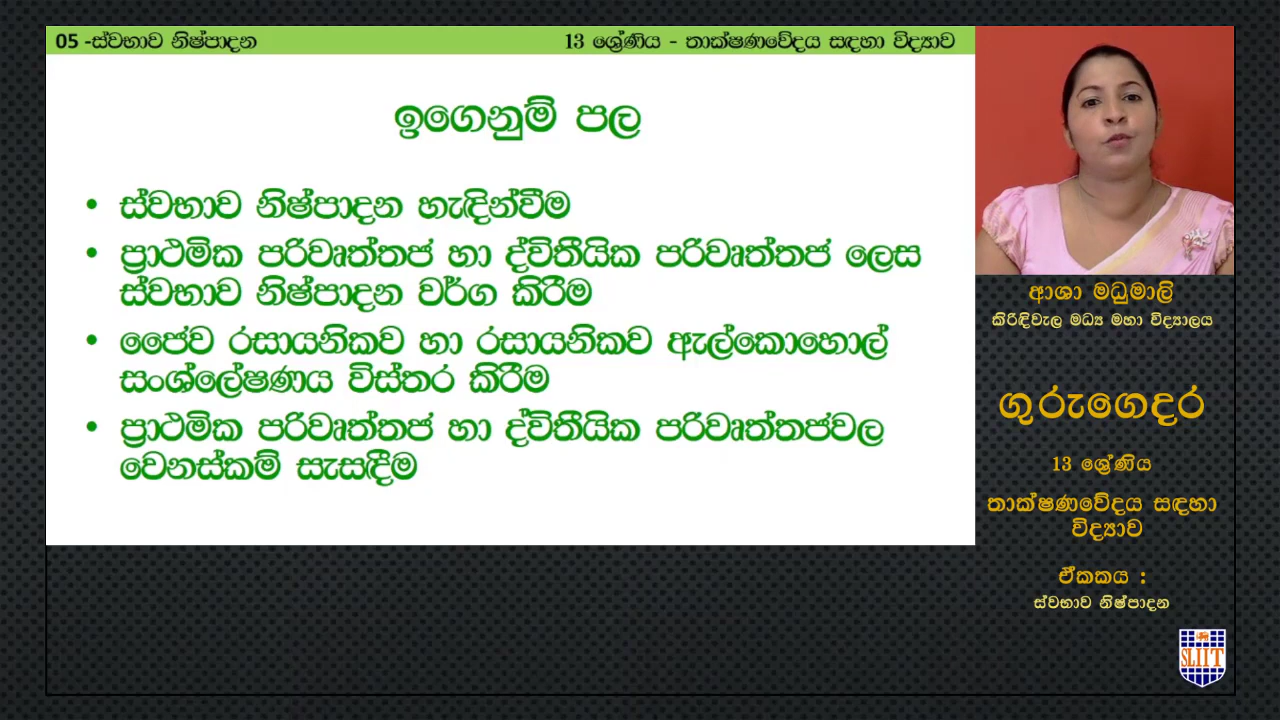 05 -ස්වභාව නිෂ්පාදන
13 ශ්‍රේණිය - තාක්ෂණවේදය සඳහා විද්‍යාව
ඉගෙනුම් පල
• ස්වභාව නිෂ්පාදන හැඳින්වීම
• ප්‍රාථමික පරිවෘත්තජ හා ද්විතීයික පරිවෘත්තජ ලෙස
ස්වභාව නිෂ්පාදන වර්ග කිරීම
• ජෛව රසායනිකව හා රසායනිකව ඇල්කොහොල්
සංශ්ලේෂණය විස්තර කිරීම
• ප්‍රාථමික පරිවෘත්තජ හා ද්විතීයික පරිවෘත්තජවල
වෙනස්කම් සැසඳීම
ආශා මධුමාලි
කිරිඳිවැල මධ්‍ය මහා විද්‍යාලය
ගුරුගෙදර
13 ශ්‍රේණිය
තාක්ෂණවේදය සඳහා
විද්‍යාව
ඒකකය :
ස්වභාව නිෂ්පාදන
SLIIT